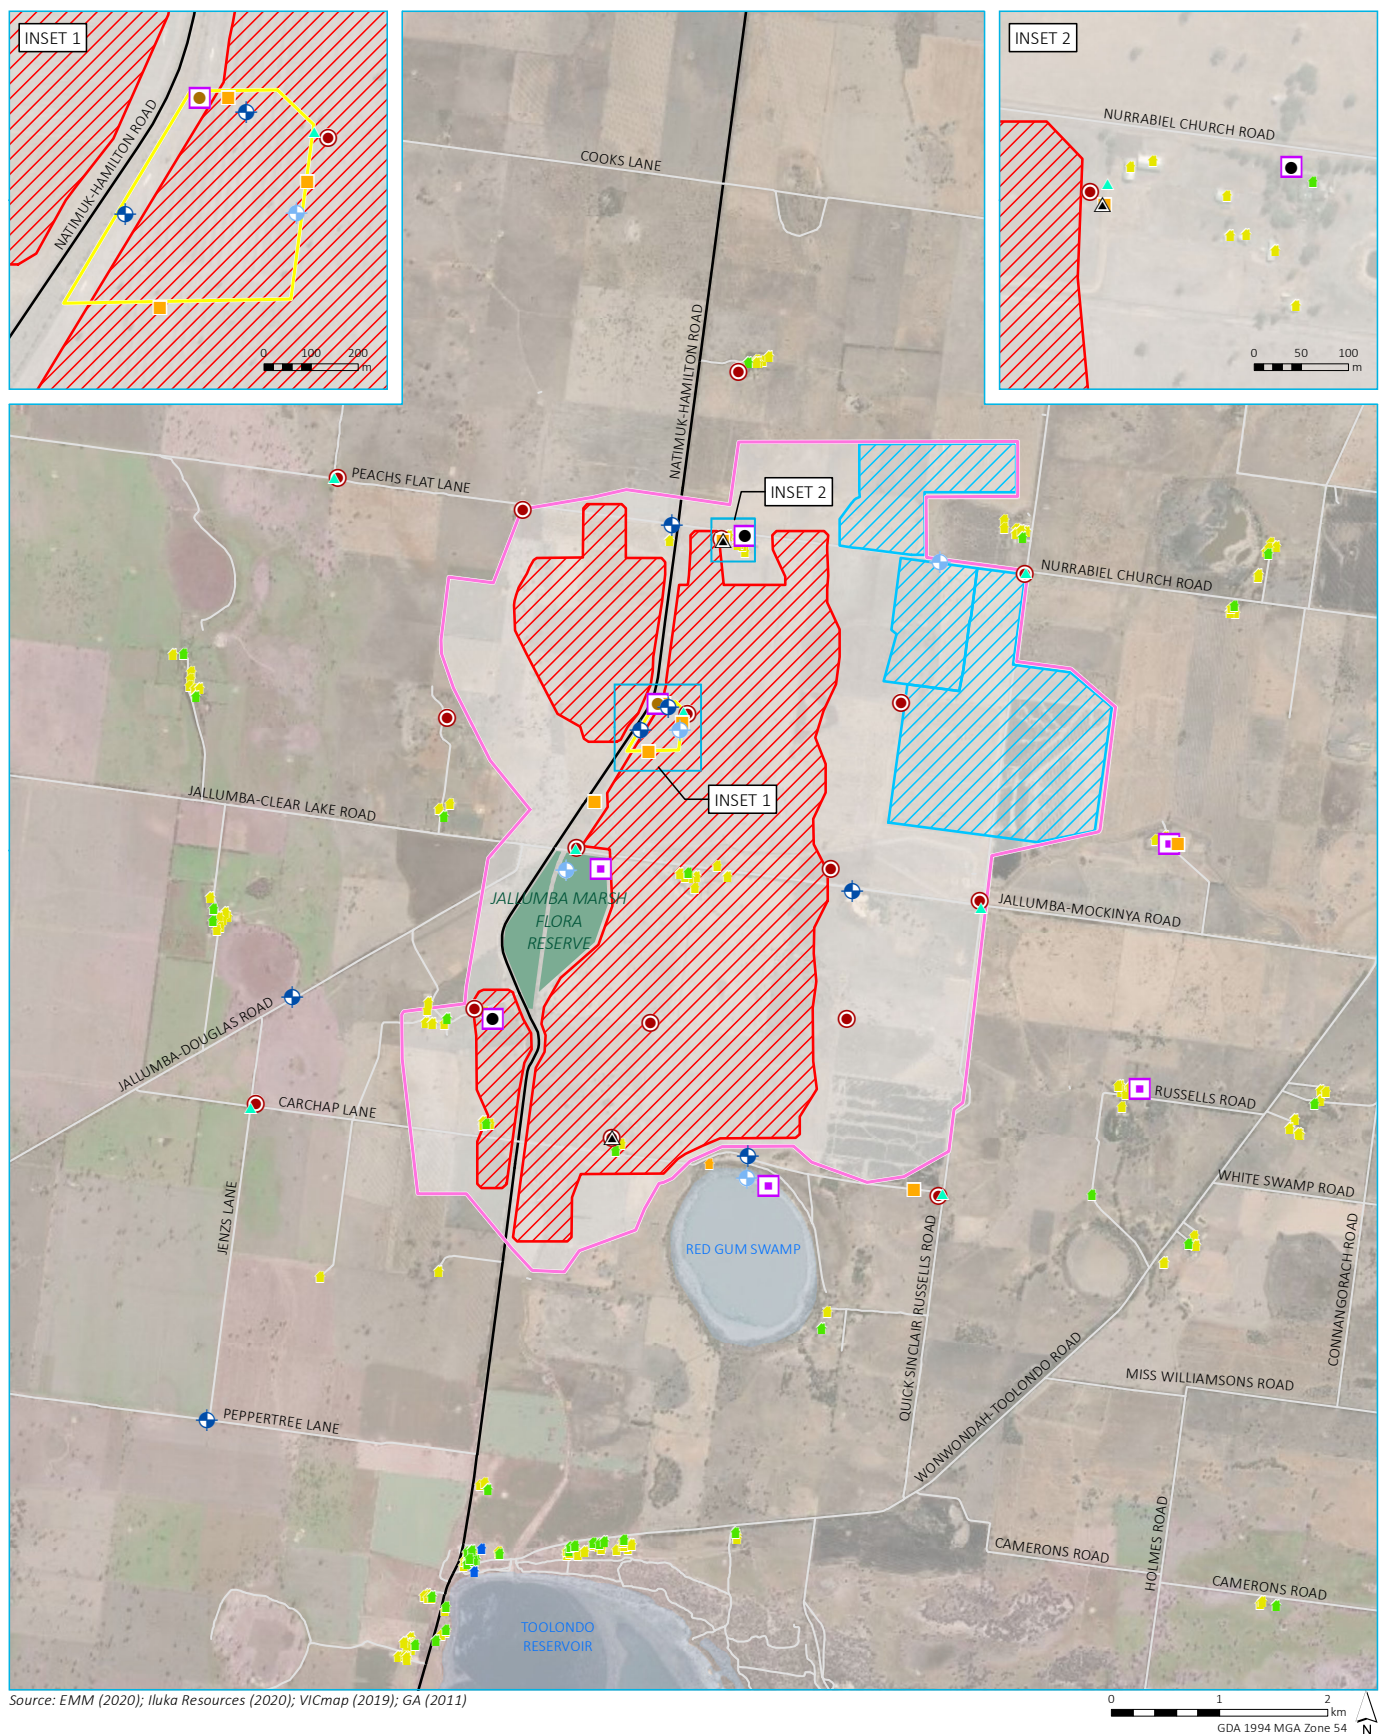 INSET 1
NATIMUK-HAMILTON ROAD
0 100 200
m
INSET 2
NURRABIEL CHURCH ROAD
0 50 100
m
COOKS LANE
NATIMUK-HAMILTON ROAD
PEACHS FLAT LANE
INSET 2
NURRABIEL CHURCH ROAD
JALLUMBA-CLEAR LAKE ROAD
INSET 1
JALLUMBA MARSH
FLORA
RESERVE
JALLUMBA-MOCKINYA ROAD
JALLUMBA-DOUGLAS ROAD
CARCHAP LANE
RUSSELLS ROAD
JENZS LANE
WHITE SWAMP ROAD
RED GUM SWAMP
QUICK SINCLAIR RUSSELLS ROAD
CONNANGORACH ROAD
WONWONDAH-TOOLONDO ROAD
MISS WILLIAMSONS ROAD
PEPPERTREE LANE
HOLMES ROAD
CAMERONS ROAD
CAMERONS ROAD
TOOLONDO
RESERVOIR
Source: EMM (2020); Iluka Resources (2020); VICmap (2019); GA (2011)
0 1 2
km
GDA 1994 MGA Zone 54
N